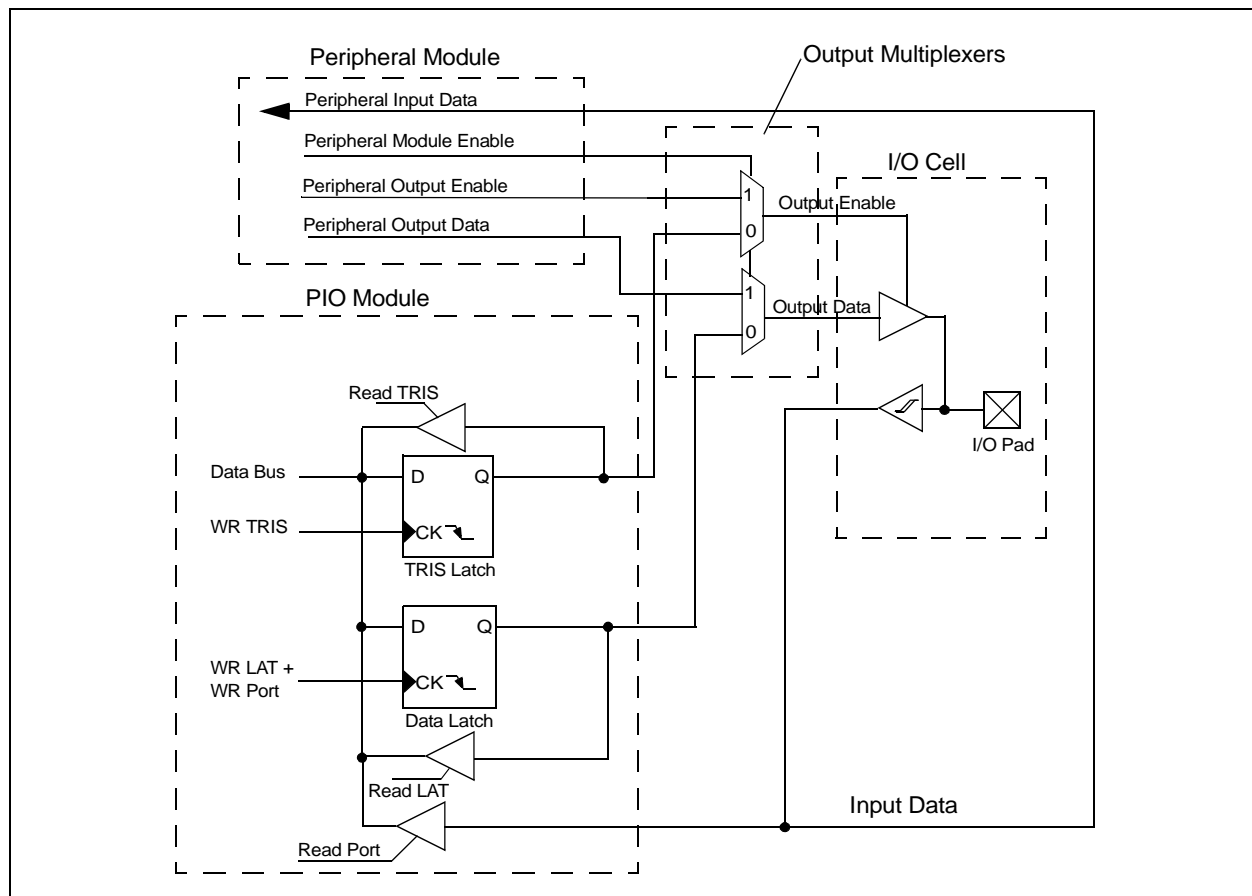 Peripheral Module
Output Multiplexers
Peripheral Input Data
Peripheral Module Enable
I/O Cell
Peripheral Output Enable
1
Output Enable
Peripheral Output Data
0
PIO Module
1
Output Data
0
Read TRIS
I/O Pad
Data Bus
D
Q
WR TRIS
CK
TRIS Latch
D
Q
WR LAT +
WR Port
CK
Data Latch
Read LAT
Input Data
Read Port